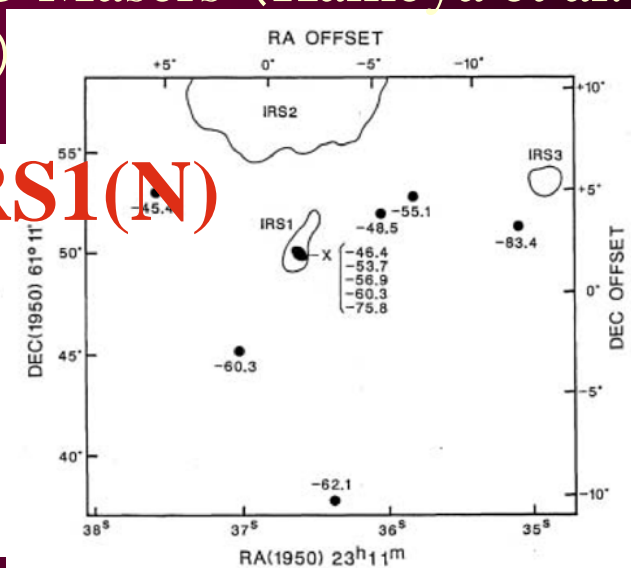 RA OFFSET
+5" 0" -5" -10"
IRS2
+10"
55"
IRS3
+5"
-45.4
-55.1
-48.5
-83.4
IRS1
50"
X
-46.4
-53.7
-56.9
-60.3
-75.8
0"
DEC(1950) 61° 11'
DEC OFFSET
45"
-60.3
-5"
40"
-62.1
-10"
38s 37s 36s 35s
RA(1950) 23h 11m
RS1(N)